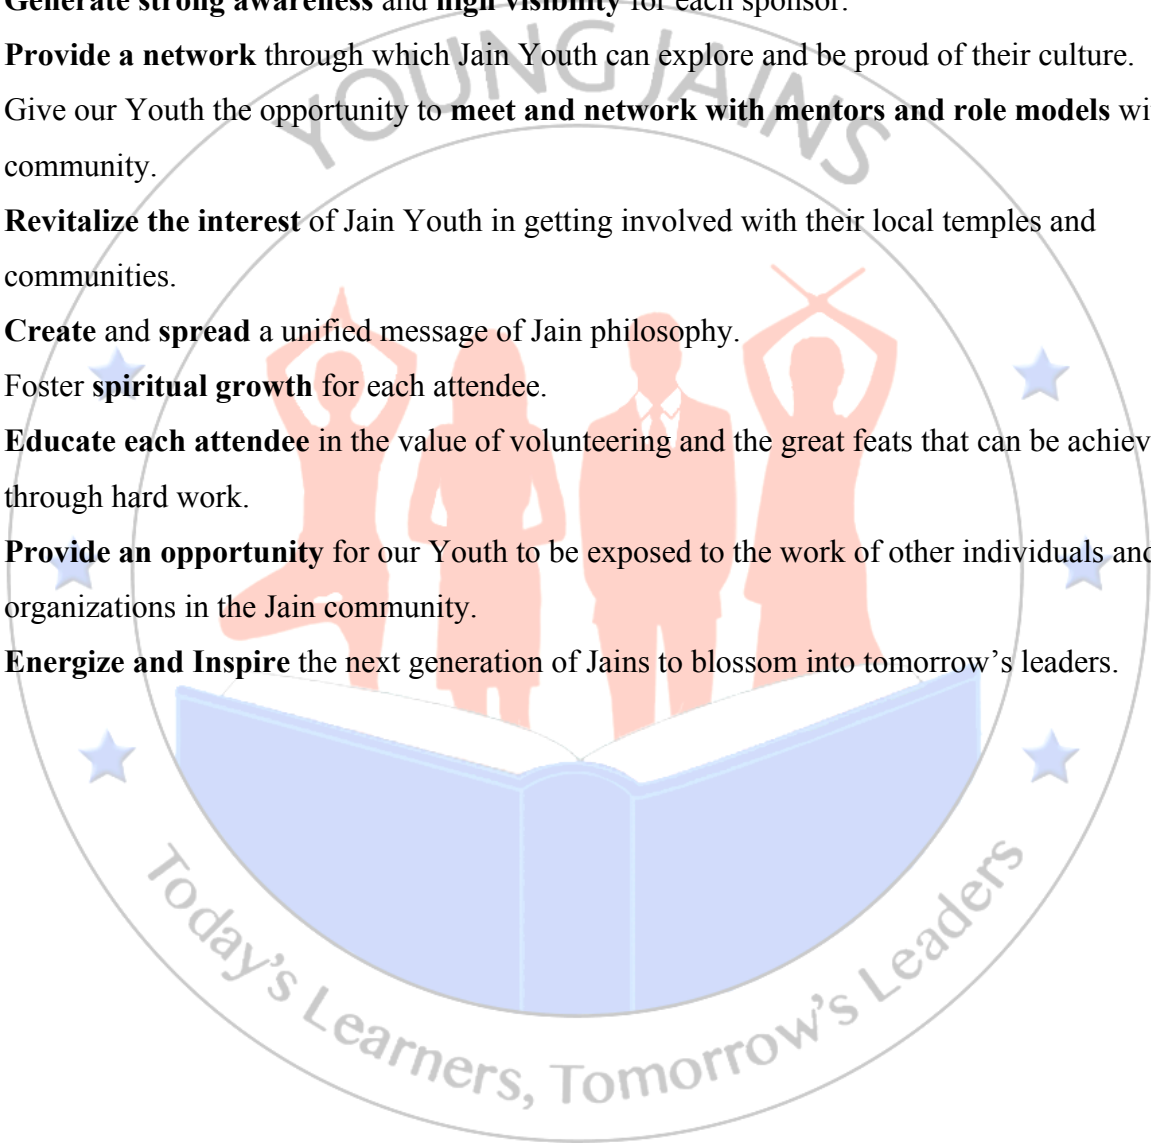 Generate strong awareness and high visibility for each sponsor.
Provide a network through which Jain Youth can explore and be proud of their culture.
Give our Youth the opportunity to meet and network with mentors and role models wi
community.
Revitalize the interest of Jain Youth in getting involved with their local temples and
communities.
Create and spread a unified message of Jain philosophy.
Foster spiritual growth for each attendee.
Educate each attendee in the value of volunteering and the great feats that can be achiev
through hard work.
Provide an opportunity for our Youth to be exposed to the work of other individuals and
organizations in the Jain community.
Energize and Inspire the next generation of Jains to blossom into tomorrow’s leaders.
YOUNG JAINS
Today's Learners, Tomorrow's Leaders